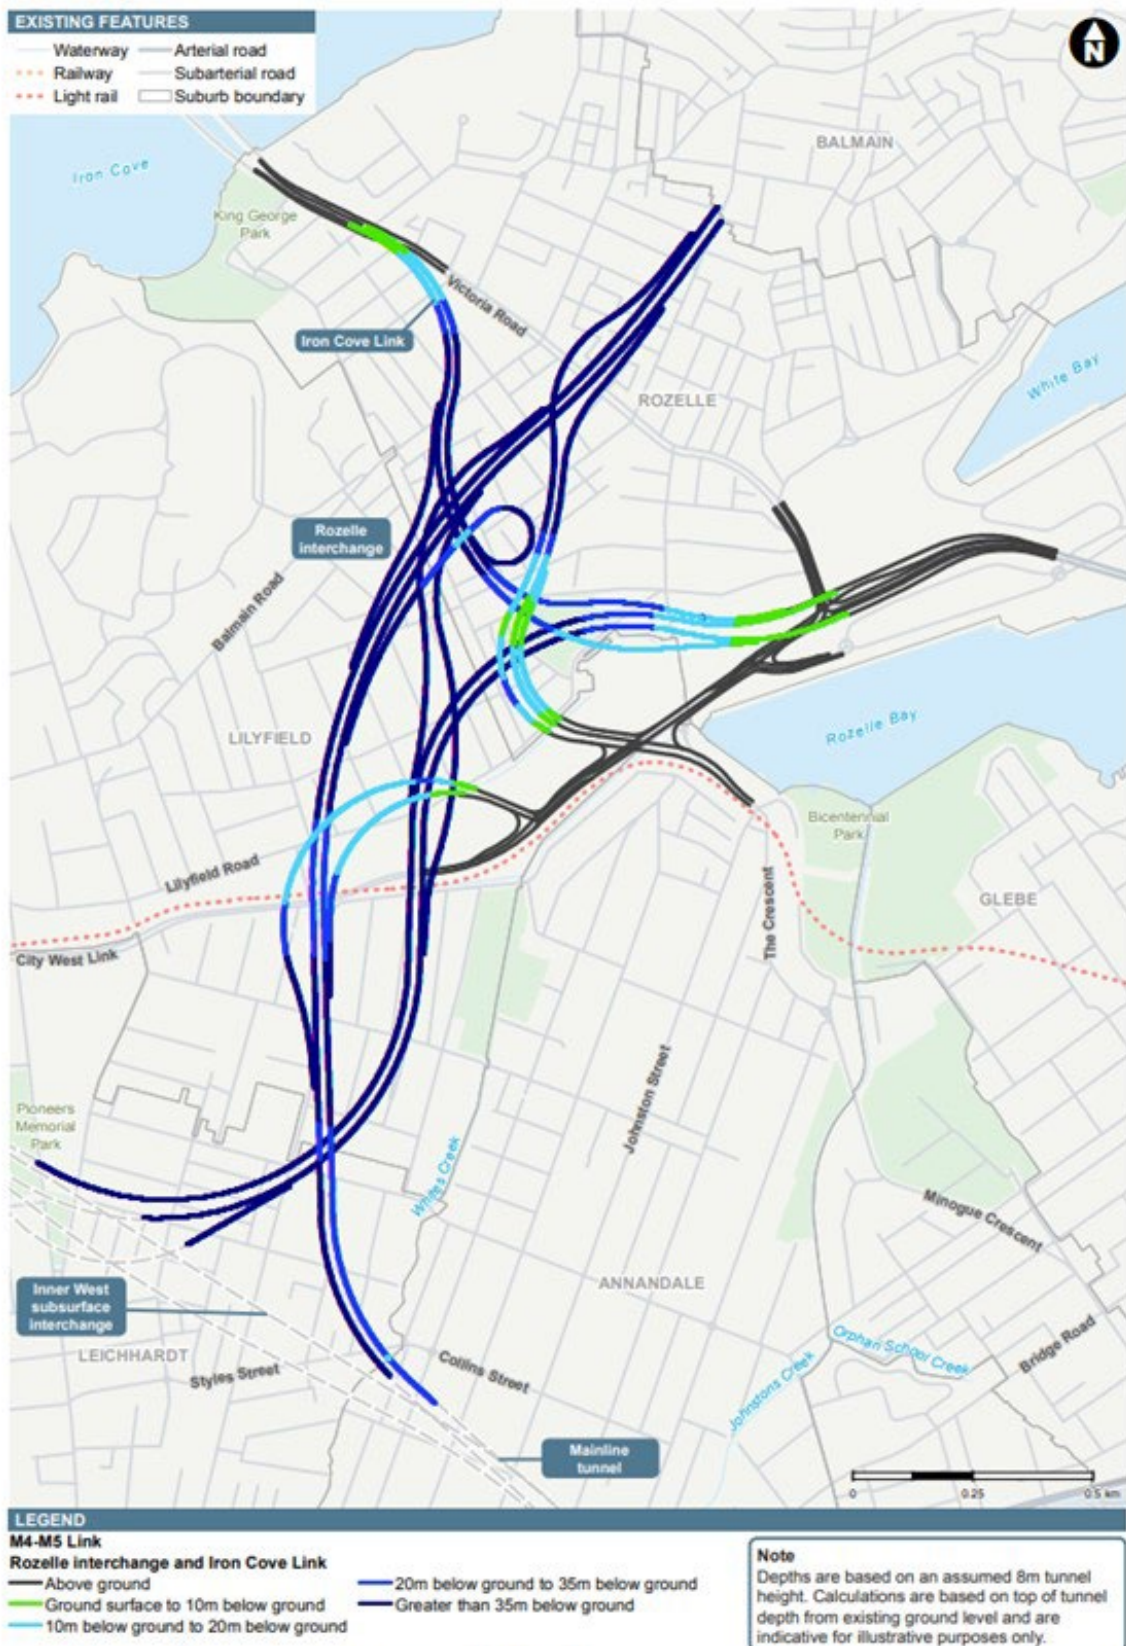 EXISTING FEATURES
Waterway
Arterial road
Railway
Subarterial road
Light rail
Suburb boundary
N
BALMAIN
Iron Cove
King George
Park
Victoria Road
Iron Cove Link
White Bay
ROZELLE
Rozelle
interchange
Balmain Road
LILYFIELD
Rozelle Bay
Bicentennial
Park
Lilyfield Road
The Crescent
GLEBE
City West Link
Johnston Street
Pioneers
Memorial
Park
Whites Creek
Minogue Crescent
ANNANDALE
Inner West
subsurface
interchange
LEICHHARDT
Styles Street
Collins Street
Orphan School Creek
Bridge Road
Johnstons Creek
Mainline
tunnel
0
0.25
0.5 km
LEGEND
M4-M5 Link
Rozelle interchange and Iron Cove Link
Above ground
Ground surface to 10m below ground
10m below ground to 20m below ground
20m below ground to 35m below ground
Greater than 35m below ground
Note
Depths are based on an assumed 8m tunnel
height. Calculations are based on top of tunnel
depth from existing ground level and are
indicative for illustrative purposes only.